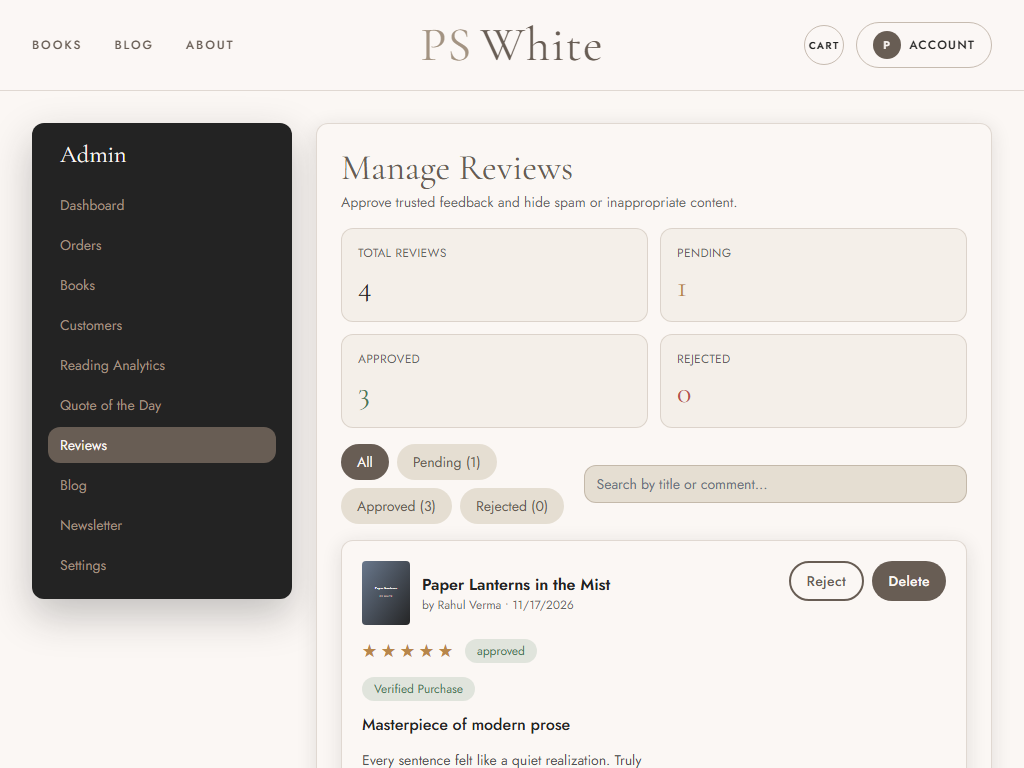 BOOKS BLOG ABOUT
PS White
CART
P ACCOUNT
Admin
Dashboard
Orders
Books
Customers
Reading Analytics
Quote of the Day
Reviews
Blog
Newsletter
Settings
Manage Reviews
Approve trusted feedback and hide spam or inappropriate content.
TOTAL REVIEWS
4
PENDING
1
APPROVED
3
REJECTED
0
All
Pending (1)
Approved (3)
Rejected (0)
Search by title or comment...
Paper Lanterns in the Mist
by Rahul Verma · 11/17/2026
Reject
Delete
★ ★ ★ ★ ★ approved
Verified Purchase
Masterpiece of modern prose
Every sentence felt like a quiet realization. Truly